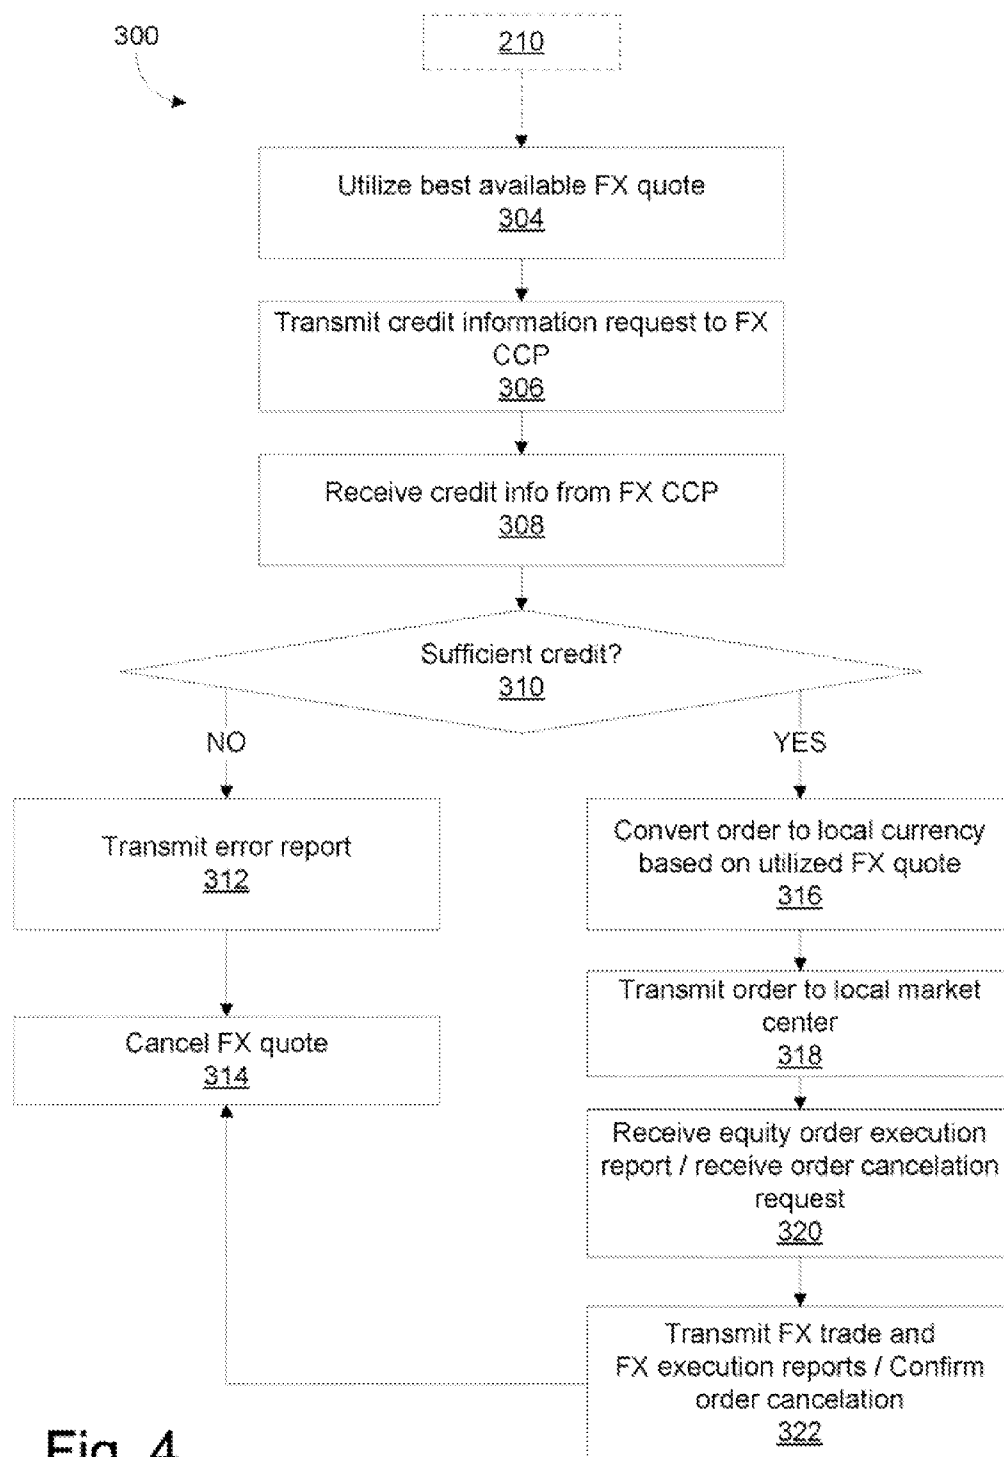 300
210
Utilize best available FX quote
304
Transmit credit information request to FX
CCP
306
Receive credit info from FX CCP
308
Sufficient credit?
310
NO
YES
Transmit error report
312
Convert order to local currency
based on utilized FX quote
316
Cancel FX quote
314
Transmit order to local market
center
318
Receive equity order execution
report / receive order cancelation
request
320
Transmit FX trade and
FX execution reports / Confirm
order cancelation
322
Fig. 4